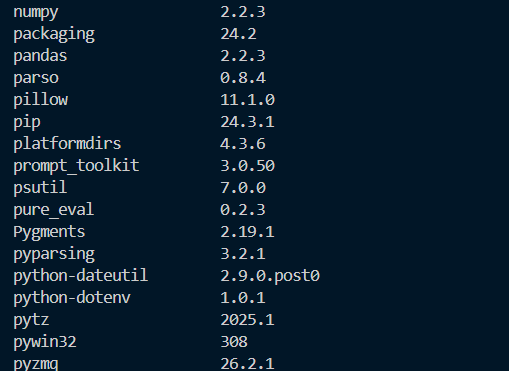 numpy 2.2.3
packaging 24.2
pandas 2.2.3
parso 0.8.4
pillow 11.1.0
pip 24.3.1
platformdirs 4.3.6
prompt_toolkit 3.0.50
psutil 7.0.0
pure_eval 0.2.3
Pygments 2.19.1
pyparsing 3.2.1
python-dateutil 2.9.0.post0
python-dotenv 1.0.1
pytz 2025.1
pywin32 308
pyzmq 26.2.1